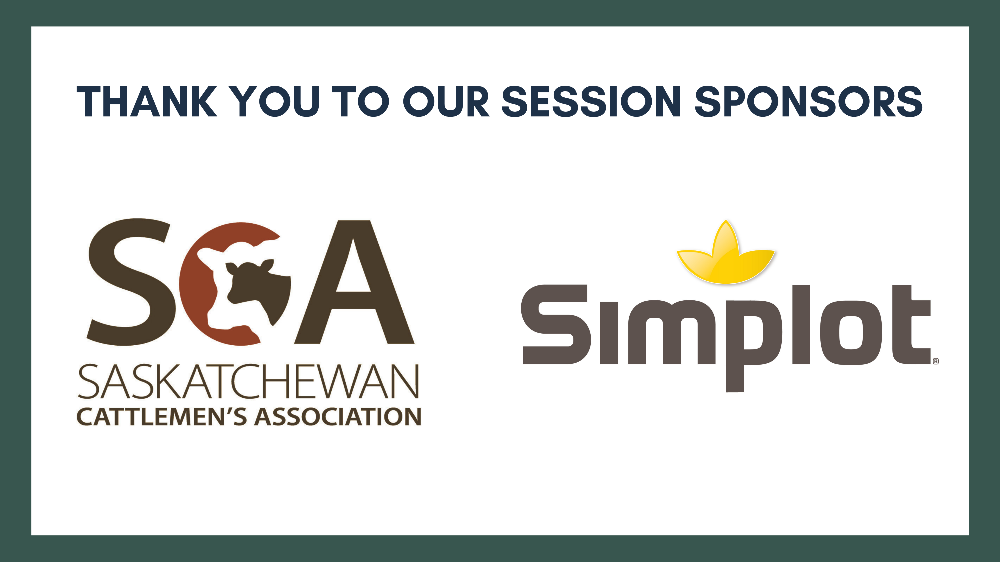 THANK YOU TO OUR SESSION SPONSORS
SCA
SASKATCHEWAN
CATTLEMEN’S ASSOCIATION
Simplot®